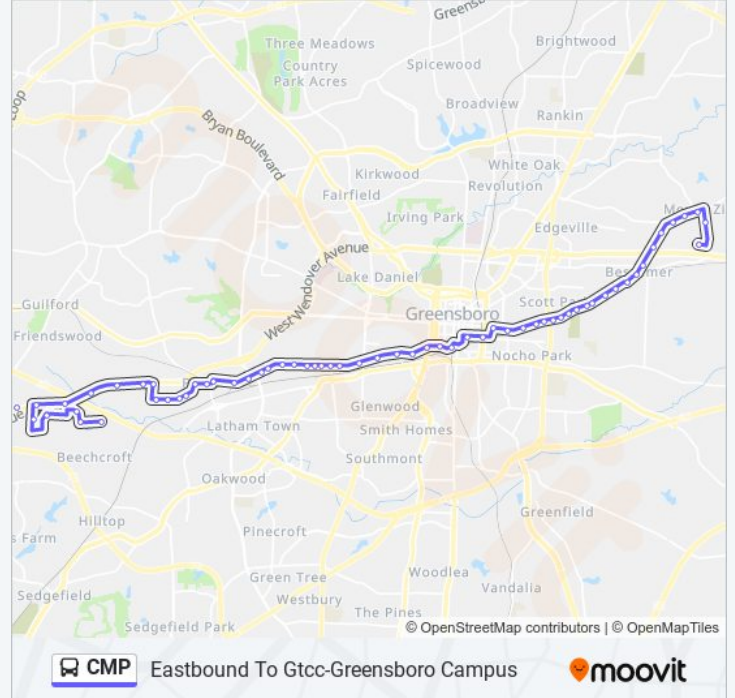 Greensb
Three Meadows
Brightwood
Country
Park Acres
Spicewood
Loop
Broadview
Rankin
Bryan Boulevard
White Oak
Kirkwood
Revolution
Fairfield
Irving Park
Edgeville
West Wendover Avenue
Lake Daniel
Guilford
Greensboro
Friendswood
Nocho Park
Glenwood
Latham Town
Smith Homes
Beechcroft
Southmont
Oakwood
Hilltop
Greenfield
s Farm
Pinecroft
Green Tree
Woodlea
Sedgefield
Westbury
Vandalia
The Pines
Sedgefield Park
© OpenStreetMap contributors | © OpenMapTiles
CMP Eastbound To Gtcc-Greensboro Campus
moovit